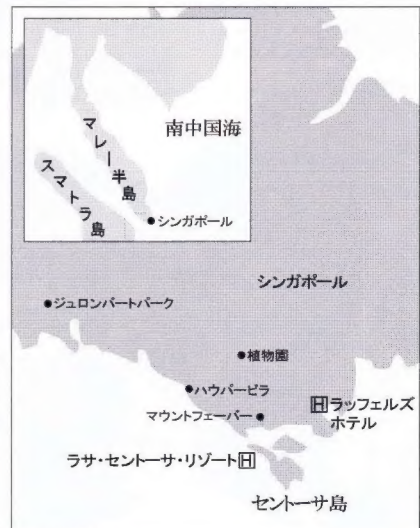 南中国海
マレー半島
スマトラ島
シンガポール
シンガポール
ジュロンバートパーク
植物園
ハウパービラ
マウントフェーバー
Hラッフェルズ
ホテル
ラサ・セントーサ・リゾートH
セントーサ島